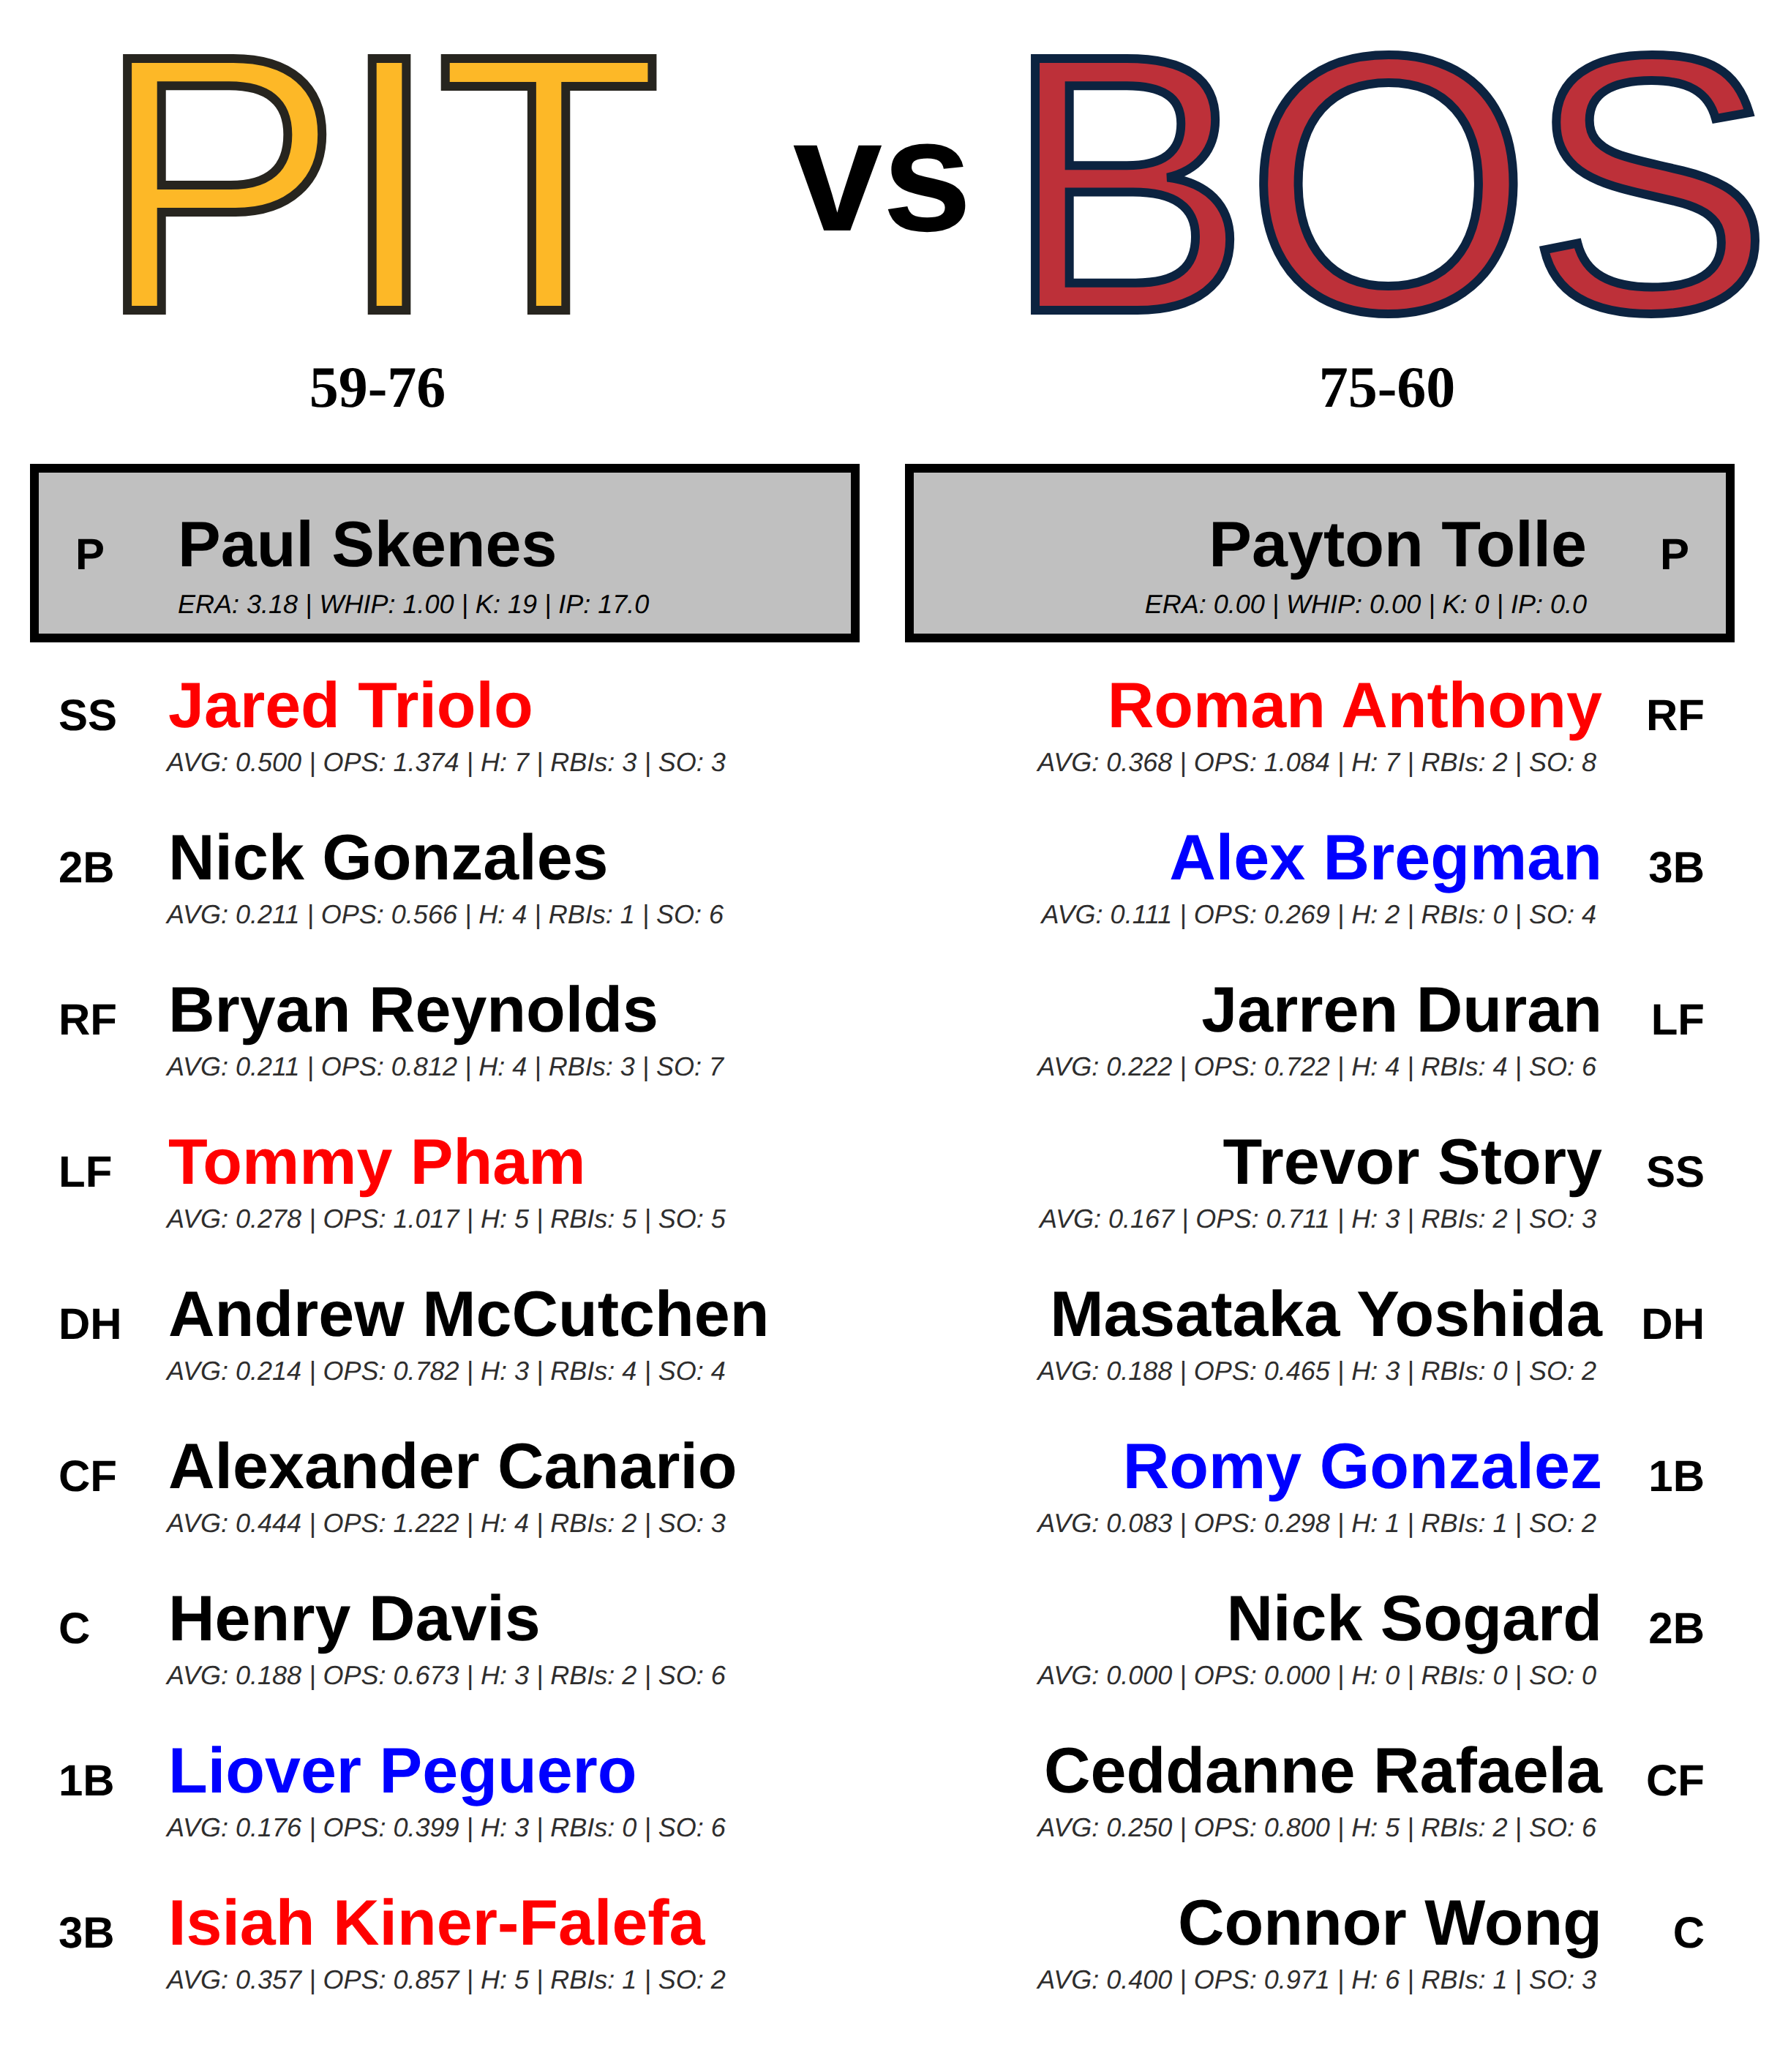 PIT vs BOS
59-76 75-60
P Paul Skenes
ERA: 3.18 | WHIP: 1.00 | K: 19 | IP: 17.0
Payton Tolle P
ERA: 0.00 | WHIP: 0.00 | K: 0 | IP: 0.0
SS Jared Triolo
AVG: 0.500 | OPS: 1.374 | H: 7 | RBIs: 3 | SO: 3
2B Nick Gonzales
AVG: 0.211 | OPS: 0.566 | H: 4 | RBIs: 1 | SO: 6
RF Bryan Reynolds
AVG: 0.211 | OPS: 0.812 | H: 4 | RBIs: 3 | SO: 7
LF Tommy Pham
AVG: 0.278 | OPS: 1.017 | H: 5 | RBIs: 5 | SO: 5
DH Andrew McCutchen
AVG: 0.214 | OPS: 0.782 | H: 3 | RBIs: 4 | SO: 4
CF Alexander Canario
AVG: 0.444 | OPS: 1.222 | H: 4 | RBIs: 2 | SO: 3
C Henry Davis
AVG: 0.188 | OPS: 0.673 | H: 3 | RBIs: 2 | SO: 6
1B Liover Peguero
AVG: 0.176 | OPS: 0.399 | H: 3 | RBIs: 0 | SO: 6
3B Isiah Kiner-Falefa
AVG: 0.357 | OPS: 0.857 | H: 5 | RBIs: 1 | SO: 2
Roman Anthony RF
AVG: 0.368 | OPS: 1.084 | H: 7 | RBIs: 2 | SO: 8
Alex Bregman 3B
AVG: 0.111 | OPS: 0.269 | H: 2 | RBIs: 0 | SO: 4
Jarren Duran LF
AVG: 0.222 | OPS: 0.722 | H: 4 | RBIs: 4 | SO: 6
Trevor Story SS
AVG: 0.167 | OPS: 0.711 | H: 3 | RBIs: 2 | SO: 3
Masataka Yoshida DH
AVG: 0.188 | OPS: 0.465 | H: 3 | RBIs: 0 | SO: 2
Romy Gonzalez 1B
AVG: 0.083 | OPS: 0.298 | H: 1 | RBIs: 1 | SO: 2
Nick Sogard 2B
AVG: 0.000 | OPS: 0.000 | H: 0 | RBIs: 0 | SO: 0
Ceddanne Rafaela CF
AVG: 0.250 | OPS: 0.800 | H: 5 | RBIs: 2 | SO: 6
Connor Wong C
AVG: 0.400 | OPS: 0.971 | H: 6 | RBIs: 1 | SO: 3